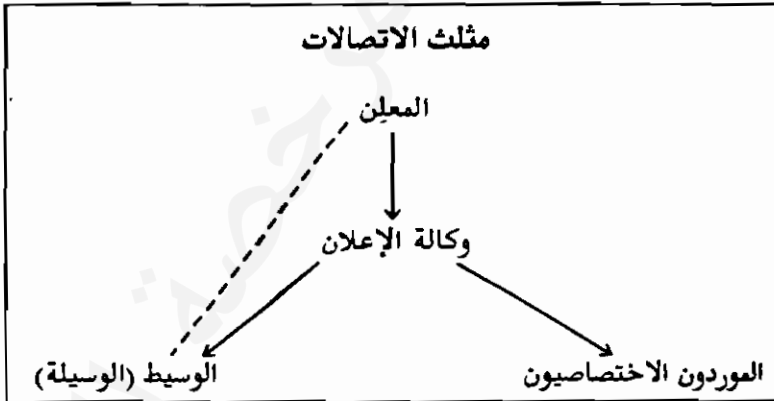 مثلث الاتصالات
المعلِن
وكالة الإعلان
الموردون الاختصاصيون
الوسيط (الوسيلة)